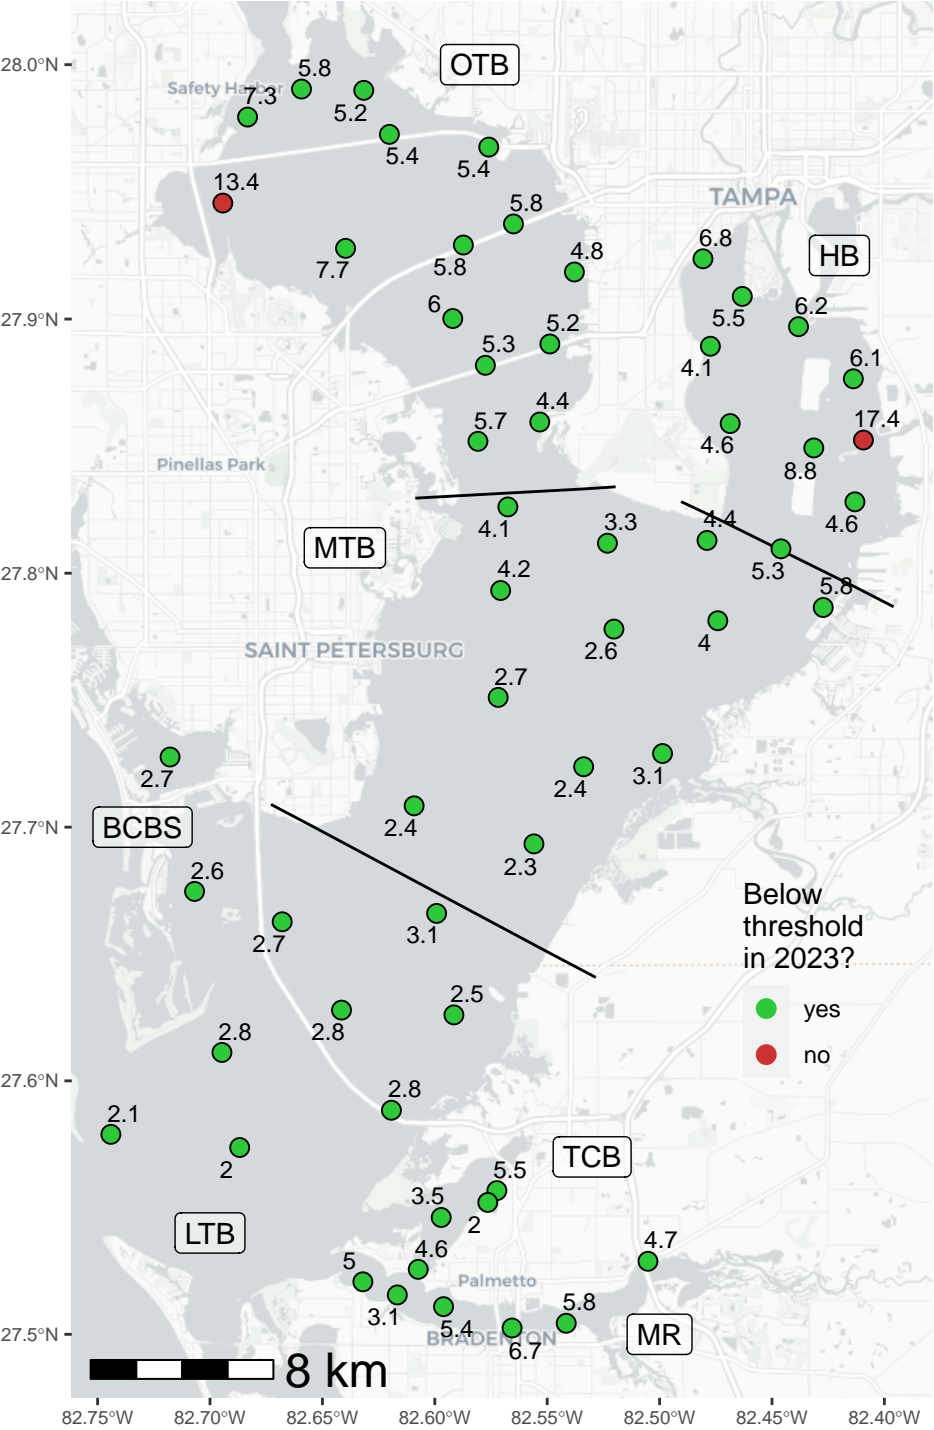 28.0°N
27.9°N
27.8°N
27.7°N
27.6°N
27.5°N
82.75°W
82.70°W
82.65°W
82.60°W
82.55°W
82.50°W
82.45°W
82.40°W
OTB
5.8
Safety Harbor
7.3
5.2
5.4
5.4
13.4
TAMPA
5.8
6.8
HB
5.8
4.8
7.7
6
5.5
6.2
5.2
5.3
4.1
6.1
4.4
5.7
17.4
4.6
Pinellas Park
8.8
4.1
3.3
4.4
4.6
MTB
5.3
4.2
5.8
SAINT PETERSBURG
2.6
4
2.7
2.7
2.4
3.1
BCBS
2.4
2.3
2.6
Below
threshold
in 2023?
2.7
3.1
2.5
yes
2.8
2.8
no
2.8
2.1
2
TCB
5.5
3.5
2
LTB
4.6
4.7
5
Palmetto
3.1
5.8
5.4
BRADENTON
6.7
MR
8 km